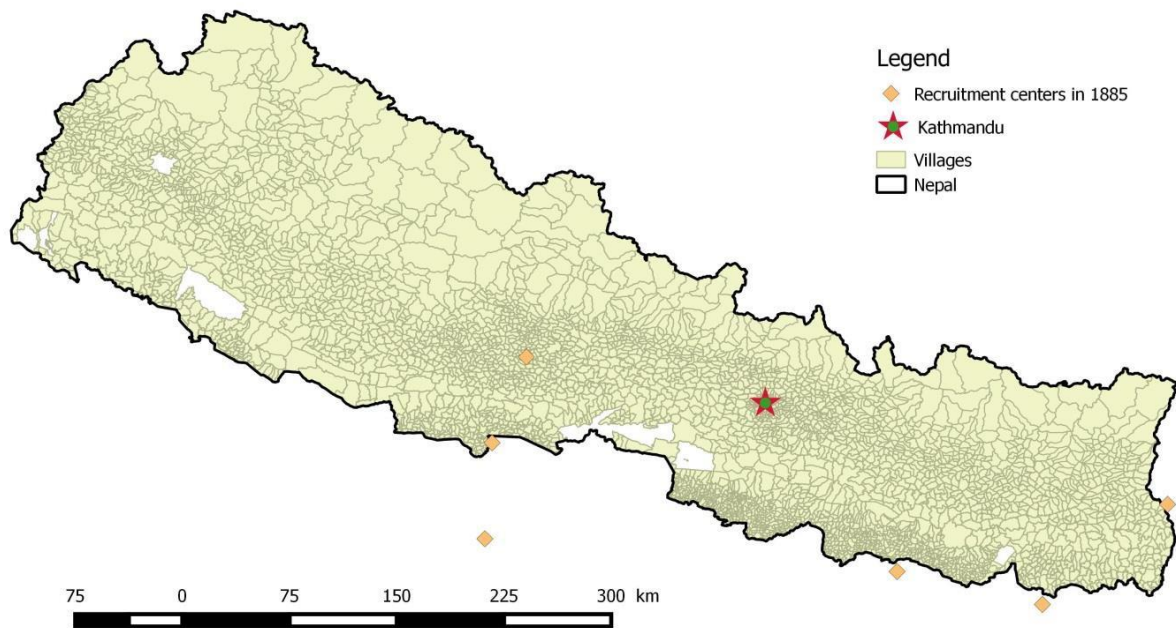 Legend
Recruitment centers in 1885
Kathmandu
Villages
Nepal
75 0 75 150 225 300 km